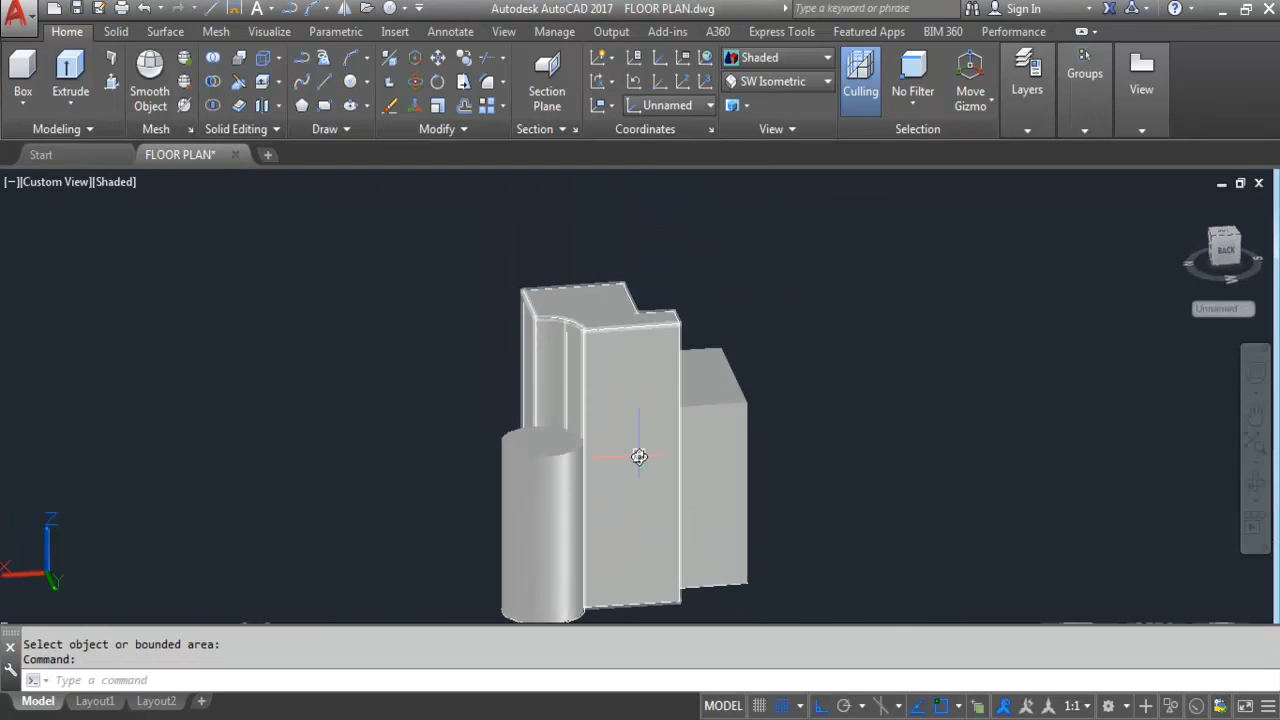 Autodesk AutoCAD 2017 FLOOR PLAN.dwg
Type a keyword or phrase
Sign In
Home Solid Surface Mesh Visualize Parametric Insert Annotate View Manage Output Add-ins A360 Express Tools Featured Apps BIM 360 Performance
Shaded
SW Isometric
Unnamed
Box Extrude
Smooth
Object
Section
Plane
Culling No Filter
Move
Gizmo
Layers Groups View
Modeling Mesh Solid Editing Draw Modify Section Coordinates View Selection
Start FLOOR PLAN*
[−][Custom View][Shaded]
BACK
N S
W
Unnamed
Z
X
Y
Select object or bounded area:
Command:
Type a command
Model Layout1 Layout2
MODEL 1:1